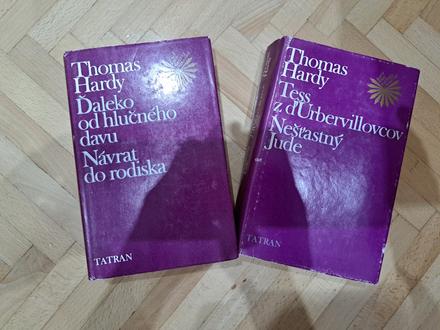 Thomas
Hardy
Ďaleko
od hlučného
davu
Návrat
do rodiska
TATRAN
Thomas
Hardy
Tess
z d'Urbervillovcov
Nešťastný
Jude
TATRAN